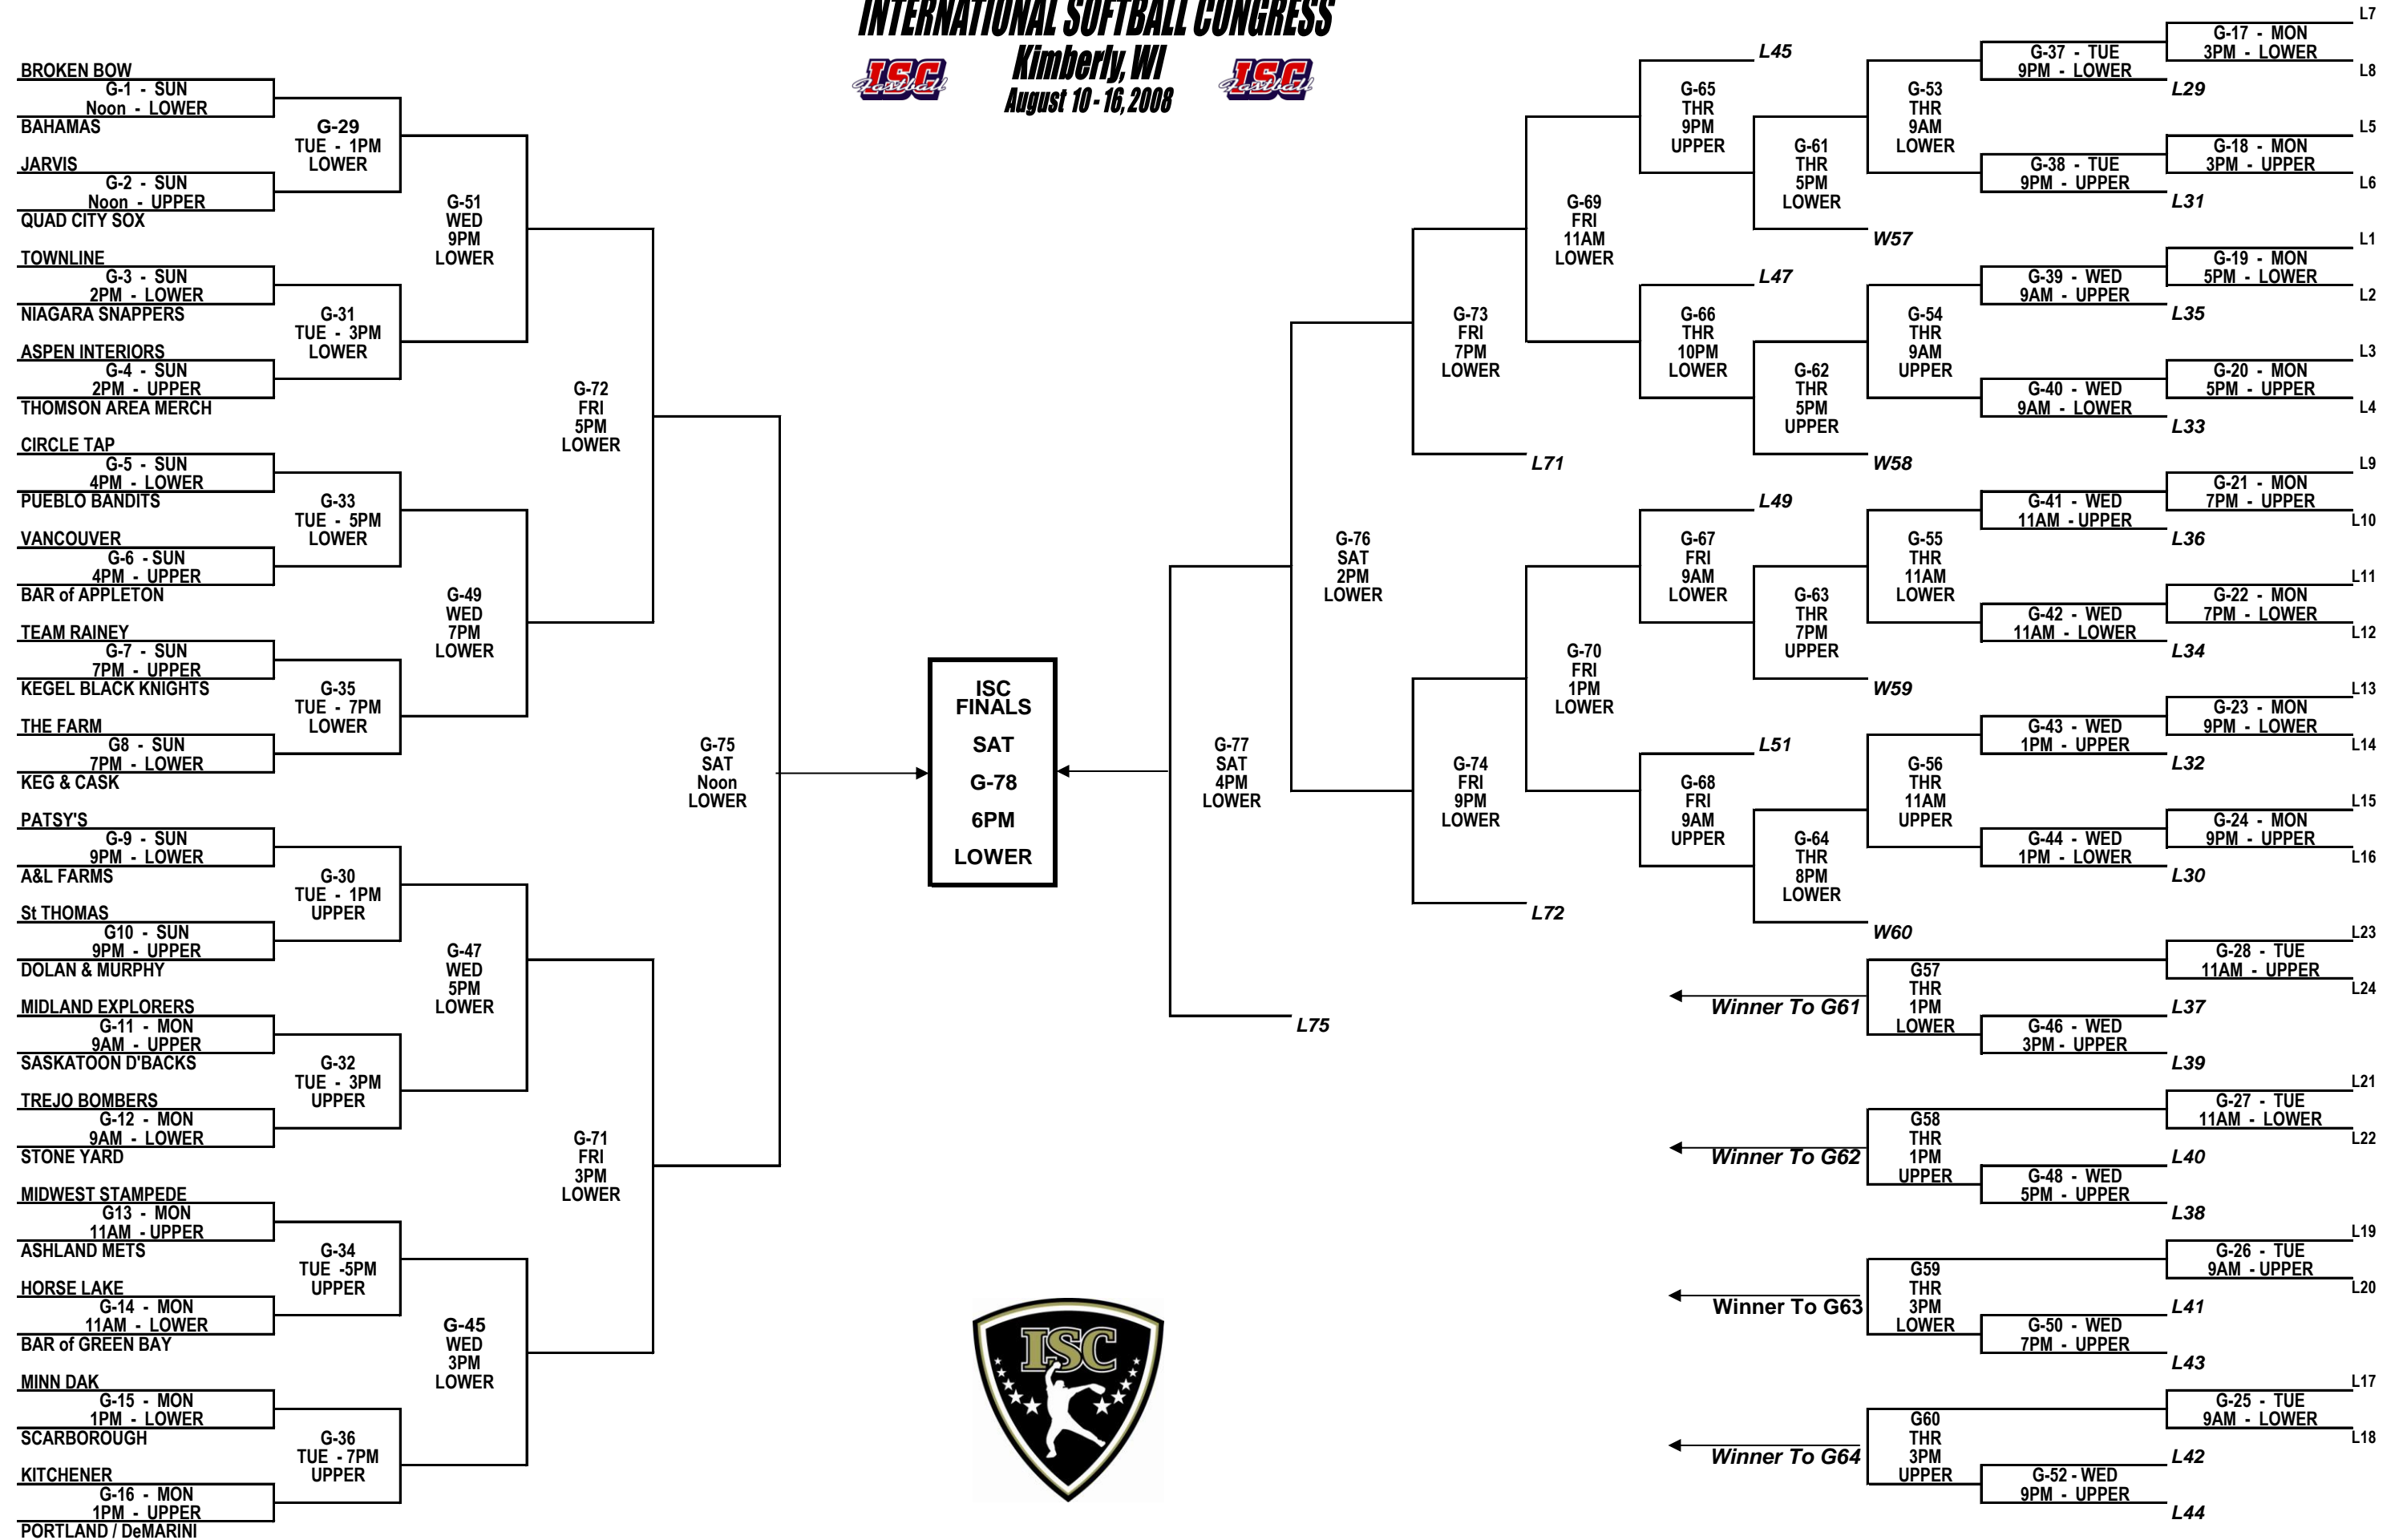 INTERNATIONAL SOFTBALL CONGRESS
Kimberly, WI
August 10 - 16, 2008
ISC
Fastball
ISC
Fastball
BROKEN BOW
G-1 - SUN
Noon - LOWER
BAHAMAS
JARVIS
G-2 - SUN
Noon - UPPER
QUAD CITY SOX
TOWNLINE
G-3 - SUN
2PM - LOWER
NIAGARA SNAPPERS
ASPEN INTERIORS
G-4 - SUN
2PM - UPPER
THOMSON AREA MERCH
CIRCLE TAP
G-5 - SUN
4PM - LOWER
PUEBLO BANDITS
VANCOUVER
G-6 - SUN
4PM - UPPER
BAR of APPLETON
TEAM RAINEY
G-7 - SUN
7PM - UPPER
KEGEL BLACK KNIGHTS
THE FARM
G8 - SUN
7PM - LOWER
KEG & CASK
PATSY'S
G-9 - SUN
9PM - LOWER
A&L FARMS
St THOMAS
G10 - SUN
9PM - UPPER
DOLAN & MURPHY
MIDLAND EXPLORERS
G-11 - MON
9AM - UPPER
SASKATOON D'BACKS
TREJO BOMBERS
G-12 - MON
9AM - LOWER
STONE YARD
MIDWEST STAMPEDE
G13 - MON
11AM - UPPER
ASHLAND METS
HORSE LAKE
G-14 - MON
11AM - LOWER
BAR of GREEN BAY
MINN DAK
G-15 - MON
1PM - LOWER
SCARBOROUGH
KITCHENER
G-16 - MON
1PM - UPPER
PORTLAND / DeMARINI
G-29
TUE - 1PM
LOWER
G-31
TUE - 3PM
LOWER
G-33
TUE - 5PM
LOWER
G-35
TUE - 7PM
LOWER
G-30
TUE - 1PM
UPPER
G-32
TUE - 3PM
UPPER
G-34
TUE -5PM
UPPER
G-36
TUE - 7PM
UPPER
G-51
WED
9PM
LOWER
G-49
WED
7PM
LOWER
G-47
WED
5PM
LOWER
G-45
WED
3PM
LOWER
G-72
FRI
5PM
LOWER
G-71
FRI
3PM
LOWER
G-75
SAT
Noon
LOWER
ISC
FINALS
SAT
G-78
6PM
LOWER
G-77
SAT
4PM
LOWER
L75
G-76
SAT
2PM
LOWER
G-73
FRI
7PM
LOWER
L71
G-74
FRI
9PM
LOWER
L72
G-69
FRI
11AM
LOWER
G-70
FRI
1PM
LOWER
L45
G-65
THR
9PM
UPPER
L47
G-66
THR
10PM
LOWER
L49
G-67
FRI
9AM
LOWER
L51
G-68
FRI
9AM
UPPER
G-61
THR
5PM
LOWER
W57
G-62
THR
5PM
UPPER
W58
G-63
THR
7PM
UPPER
W59
G-64
THR
8PM
LOWER
W60
G-53
THR
9AM
LOWER
G-54
THR
9AM
UPPER
G-55
THR
11AM
LOWER
G-56
THR
11AM
UPPER
G-37 - TUE
9PM - LOWER
L29
G-38 - TUE
9PM - UPPER
L31
G-39 - WED
9AM - UPPER
L35
G-40 - WED
9AM - LOWER
L33
G-41 - WED
11AM - UPPER
L36
G-42 - WED
11AM - LOWER
L34
G-43 - WED
1PM - UPPER
L32
G-44 - WED
1PM - LOWER
L30
L7
G-17 - MON
3PM - LOWER
L8
L5
G-18 - MON
3PM - UPPER
L6
L1
G-19 - MON
5PM - LOWER
L2
L3
G-20 - MON
5PM - UPPER
L4
L9
G-21 - MON
7PM - UPPER
L10
L11
G-22 - MON
7PM - LOWER
L12
L13
G-23 - MON
9PM - LOWER
L14
L15
G-24 - MON
9PM - UPPER
L16
L23
G-28 - TUE
11AM - UPPER
L24
G57
THR
1PM
LOWER
Winner To G61
L37
G-46 - WED
3PM - UPPER
L39
L21
G-27 - TUE
11AM - LOWER
L22
G58
THR
1PM
UPPER
Winner To G62
L40
G-48 - WED
5PM - UPPER
L38
L19
G-26 - TUE
9AM - UPPER
L20
G59
THR
3PM
LOWER
Winner To G63
L41
G-50 - WED
7PM - UPPER
L43
L17
G-25 - TUE
9AM - LOWER
L18
G60
THR
3PM
UPPER
Winner To G64
L42
G-52 - WED
9PM - UPPER
L44
ISC